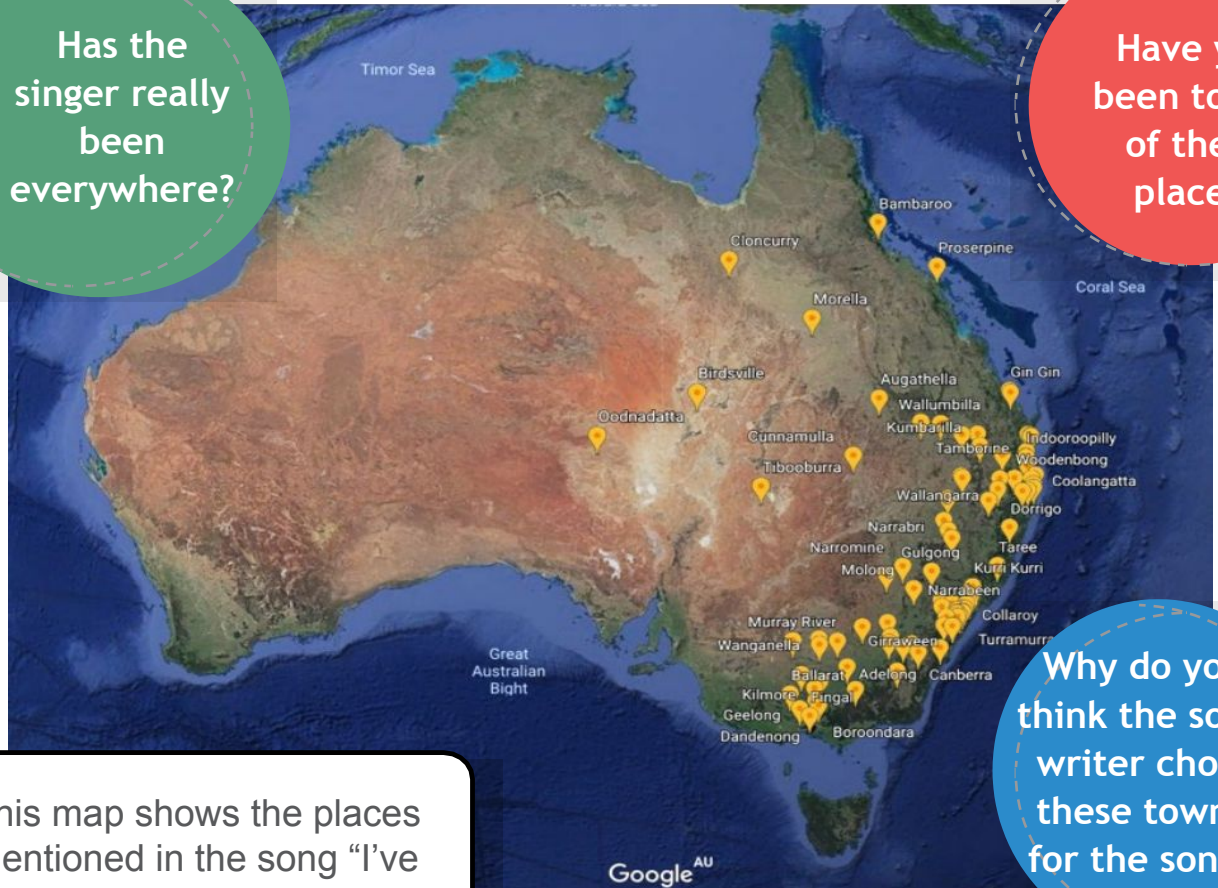 Has the
singer really
been
everywhere?
Have
been to
of the
place
Timor Sea
Bambaroo
Cloncurry
Proserpine
Coral Sea
Morella
Birdsville
Gin Gin
Augathella
Wallumbilla
Oodnadatta
Kumbarilla
Cunnamulla
Indooroopilly
Tamborine
Woodenbong
Tibooburra
Coolangatta
Wallangarra
Dorrigo
Narrabri
Narromine
Gulgong
Taree
Molong
Kurri Kurri
Narrabeen
Collaroy
Murray River
Wanganella
Girraween
Turramurra
Great
Australian
Bight
Ballarat
Adelong
Canberra
Kilmore
Fingal
Geelong
Dandenong
Boroondara
Why do yo
think the so
writer cho
these town
for the son
his map shows the places
entioned in the song “I’ve
Google AU